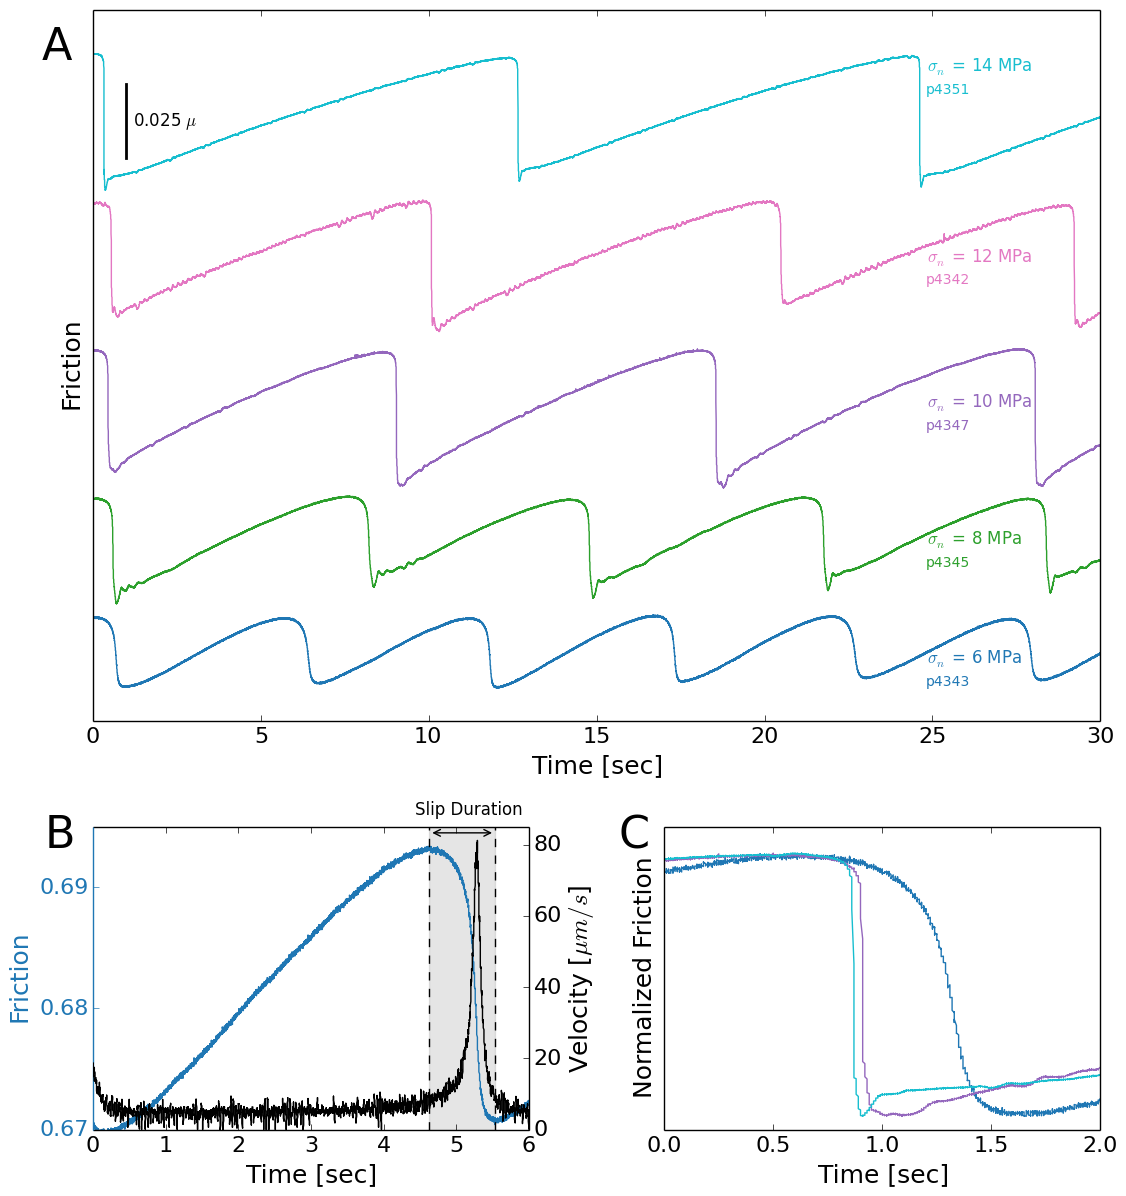 A
σₙ = 14 MPa
p4351
0.025 μ
σₙ = 12 MPa
p4342
Friction
σₙ = 10 MPa
p4347
σₙ = 8 MPa
p4345
σₙ = 6 MPa
p4343
0 5 10 15 20 25 30
Time [sec]
B
Slip Duration
0.69
0.68
0.67
Friction
80
60
40
20
0
Velocity [μm/s]
0 1 2 3 4 5 6
Time [sec]
C
Normalized Friction
0.0 0.5 1.0 1.5 2.0
Time [sec]